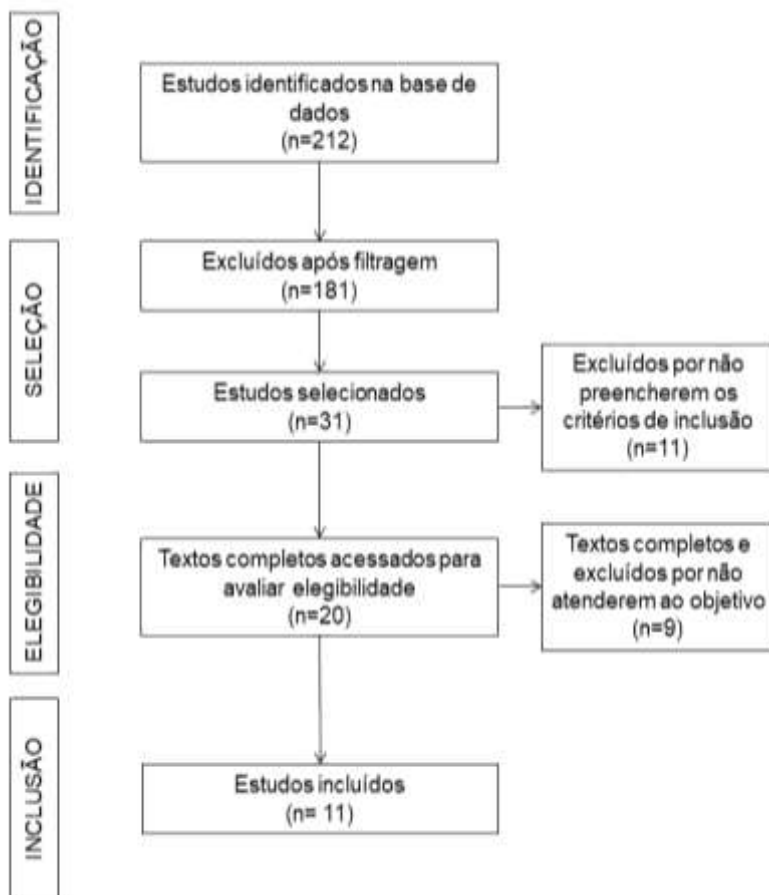 IDENTIFICAÇÃO
Estudos identificados na base de
dados
(n=212)
SELEÇÃO
Excluídos após filtragem
(n=181)
Estudos selecionados
(n=31)
Excluídos por não
preencherem os
critérios de inclusão
(n=11)
ELEGIBILIDADE
Textos completos acessados para
avaliar elegibilidade
(n=20)
Textos completos e
excluídos por não
atenderem ao objetivo
(n=9)
INCLUSÃO
Estudos incluídos
(n= 11)